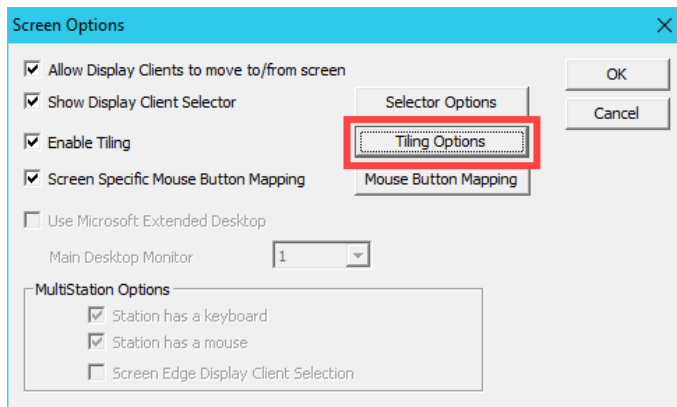 Screen Options
Allow Display Clients to move to/from screen
OK
Show Display Client Selector
Selector Options
Cancel
Enable Tiling
Tiling Options
Screen Specific Mouse Button Mapping
Mouse Button Mapping
Use Microsoft Extended Desktop
Main Desktop Monitor
1
MultiStation Options
Station has a keyboard
Station has a mouse
Screen Edge Display Client Selection